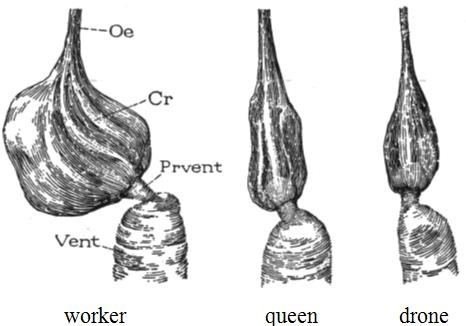 Oe
Cr
Prvent
Vent
worker queen drone